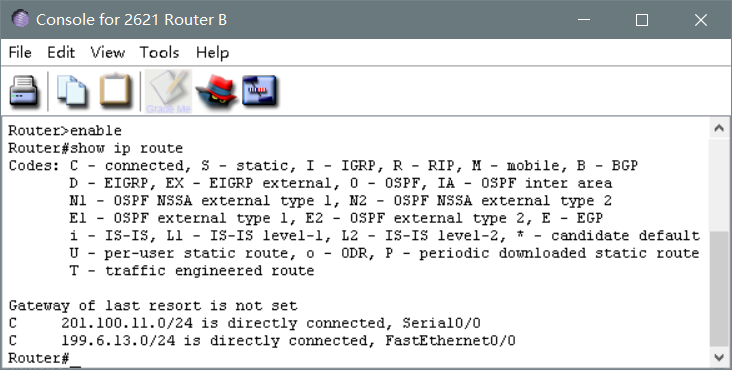 Console for 2621 Router B
File Edit View Tools Help
Grade Me
Router>enable
Router#show ip route
Codes: C - connected, S - static, I - IGRP, R - RIP, M - mobile, B - BGP
D - EIGRP, EX - EIGRP external, O - OSPF, IA - OSPF inter area
N1 - OSPF NSSA external type 1, N2 - OSPF NSSA external type 2
E1 - OSPF external type 1, E2 - OSPF external type 2, E - EGP
i - IS-IS, L1 - IS-IS level-1, L2 - IS-IS level-2, * - candidate default
U - per-user static route, o - ODR, P - periodic downloaded static route
T - traffic engineered route
Gateway of last resort is not set
C 201.100.11.0/24 is directly connected, Serial0/0
C 199.6.13.0/24 is directly connected, FastEthernet0/0
Router#_